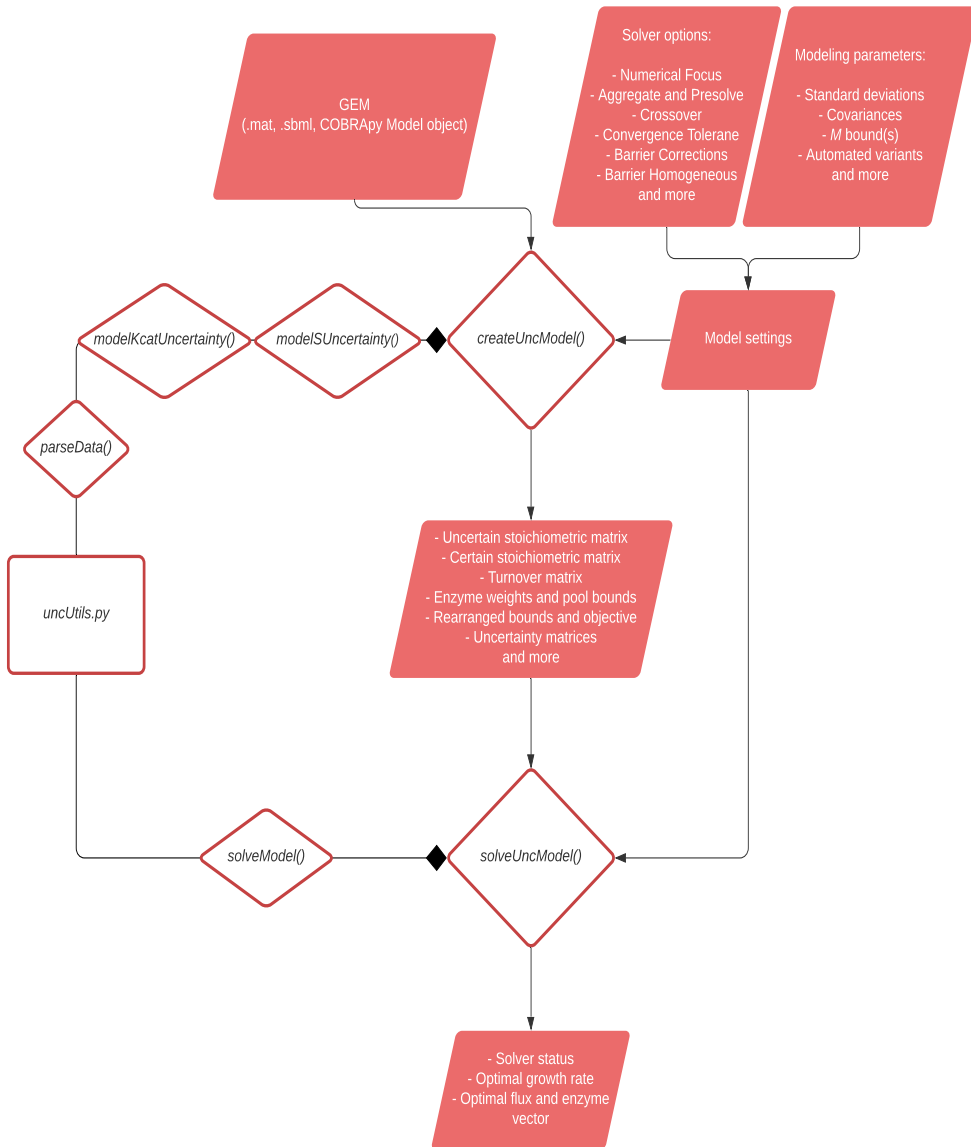 GEM
(.mat, .sbml, COBRApy Model object)
Solver options:
- Numerical Focus
- Aggregate and Presolve
- Crossover
- Convergence Tolerane
- Barrier Corrections
- Barrier Homogeneous
and more
Modeling parameters:
- Standard deviations
- Covariances
- M bound(s)
- Automated variants
and more
modelKcatUncertainty()
modelSUncertainty()
createUncModel()
Model settings
parseData()
- Uncertain stoichiometric matrix
- Certain stoichiometric matrix
- Turnover matrix
- Enzyme weights and pool bounds
- Rearranged bounds and objective
- Uncertainty matrices
and more
uncUtils.py
solveModel()
solveUncModel()
- Solver status
- Optimal growth rate
- Optimal flux and enzyme
vector